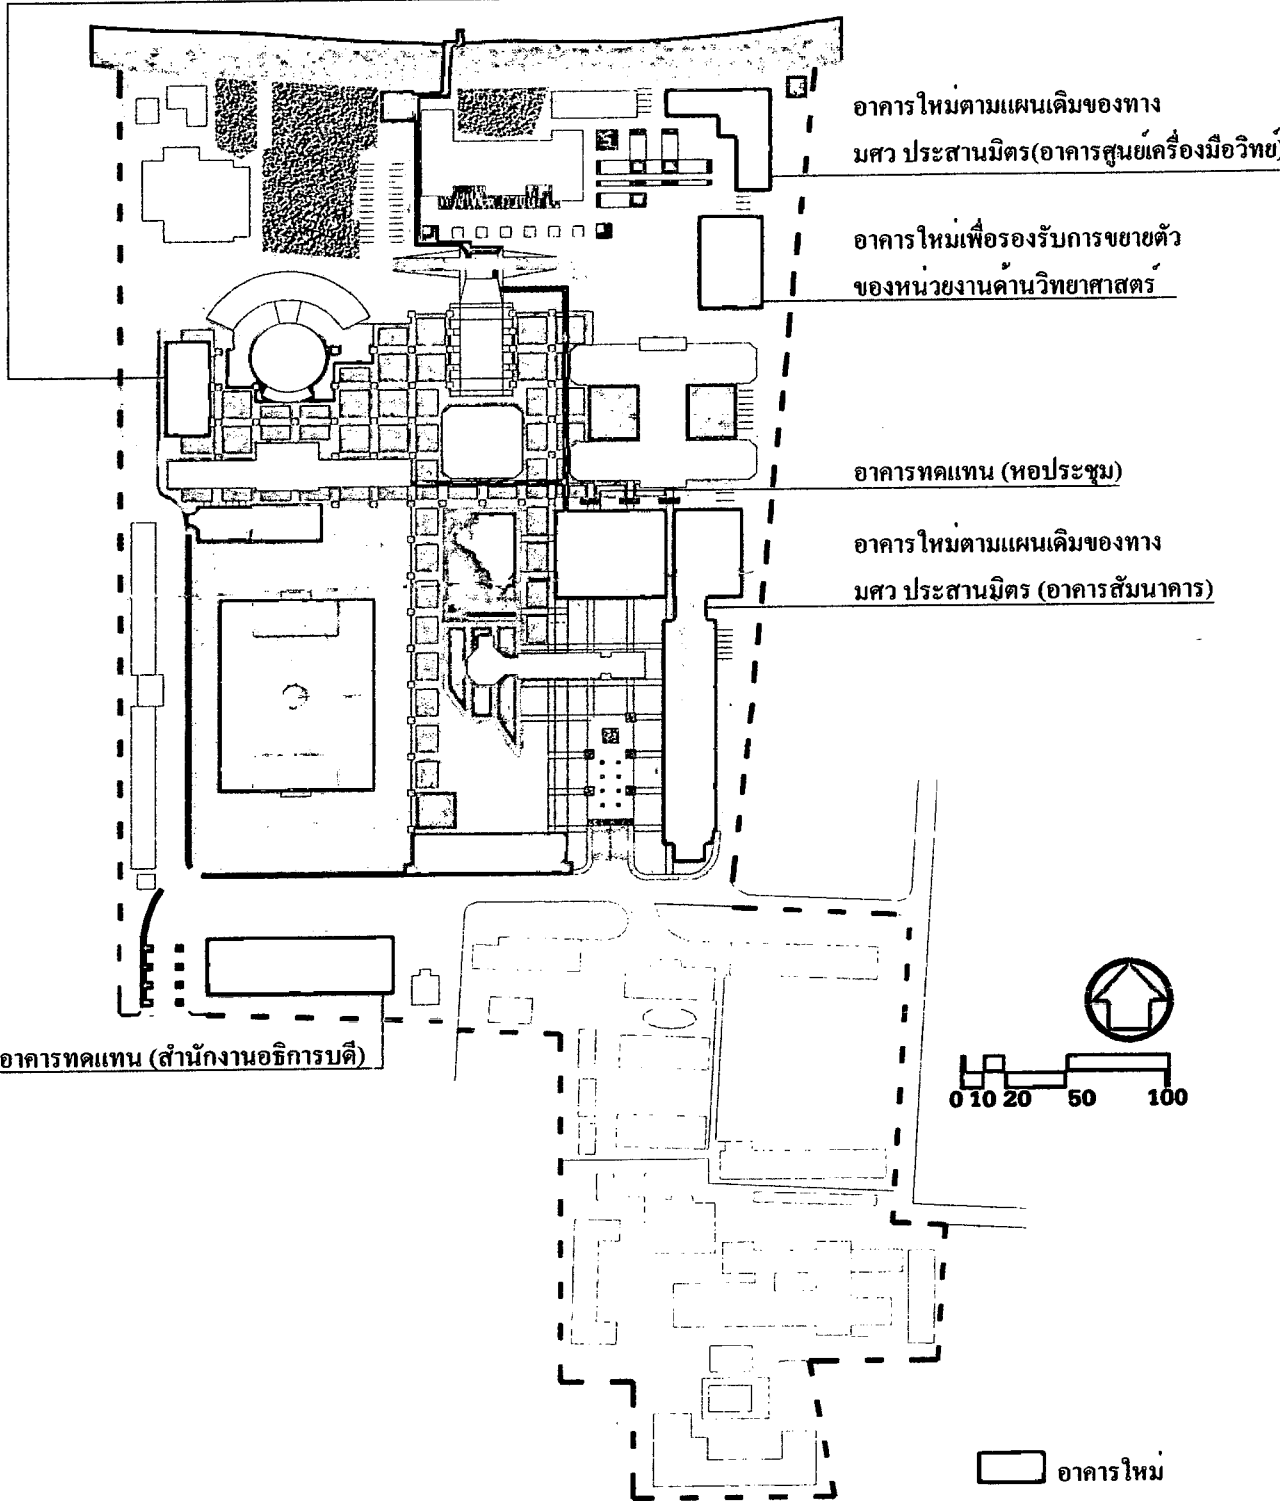 อาคารใหม่ตามแผนเดิมของทาง
มศว ประสานมิตร(อาคารศูนย์เครื่องมือวิทย์)
อาคารใหม่เพื่อรองรับการขยายตัว
ของหน่วยงานด้านวิทยาศาสตร์
อาคารทดแทน (หอประชุม)
อาคารใหม่ตามแผนเดิมของทาง
มศว ประสานมิตร (อาคารสัมนาคาร)
อาคารทดแทน (สำนักงานอธิการบดี)
0 10 20 50 100
อาคารใหม่